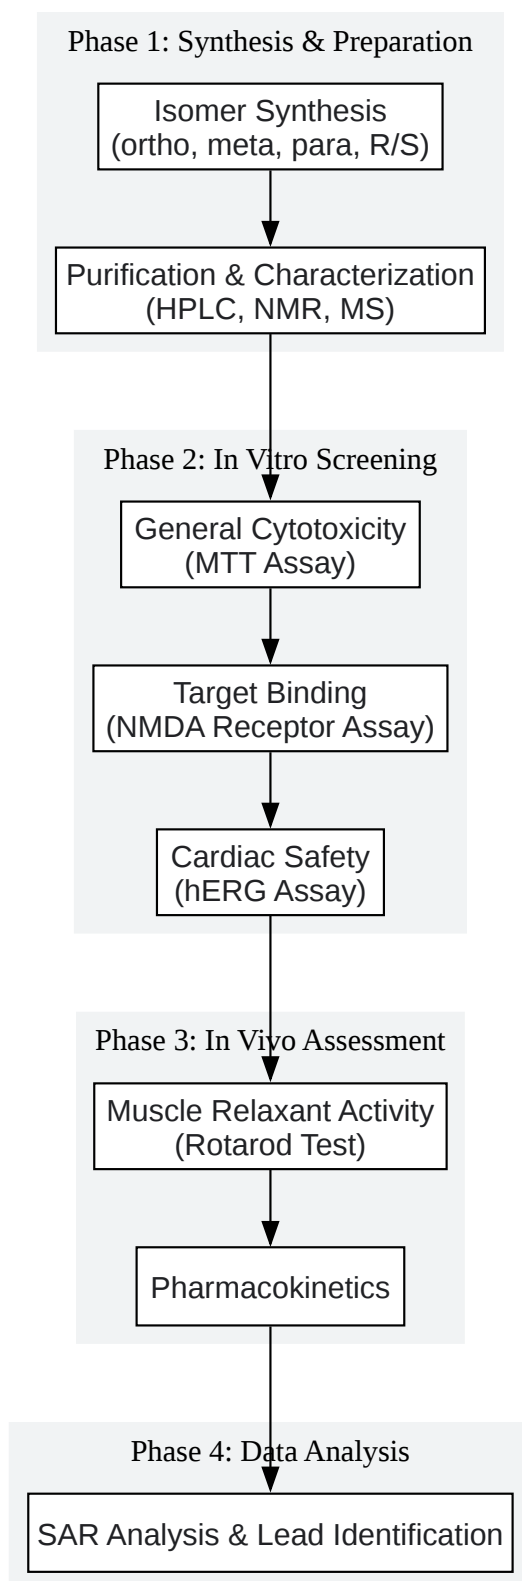 Phase 1: Synthesis & Preparation
Isomer Synthesis
(ortho, meta, para, R/S)
Purification & Characterization
(HPLC, NMR, MS)
Phase 2: In Vitro Screening
General Cytotoxicity
(MTT Assay)
Target Binding
(NMDA Receptor Assay)
Cardiac Safety
(hERG Assay)
Phase 3: In Vivo Assessment
Muscle Relaxant Activity
(Rotarod Test)
Pharmacokinetics
Phase 4: Data Analysis
SAR Analysis & Lead Identification